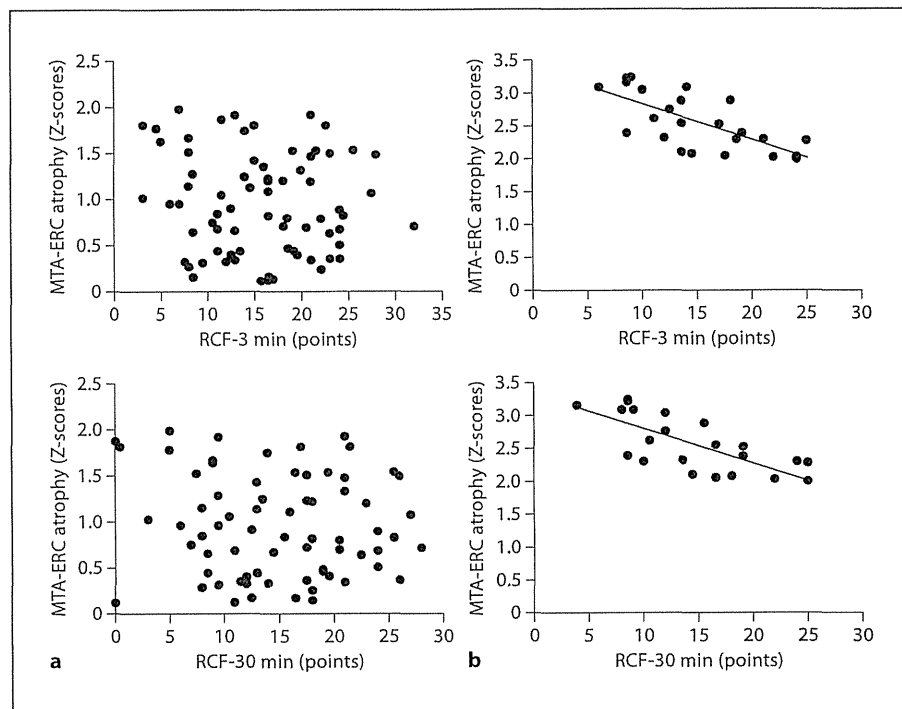 MTA-ERC atrophy (Z-scores)
2.5
2.0
1.5
1.0
0.5
0
0 5 10 15 20 25 30 35
RCF-3 min (points)
MTA-ERC atrophy (Z-scores)
3.5
3.0
2.5
2.0
1.5
1.0
0.5
0
0 5 10 15 20 25 30
RCF-3 min (points)
MTA-ERC atrophy (Z-scores)
2.5
2.0
1.5
1.0
0.5
0
0 5 10 15 20 25 30
RCF-30 min (points)
a
MTA-ERC atrophy (Z-scores)
3.5
3.0
2.5
2.0
1.5
1.0
0.5
0
0 5 10 15 20 25 30
RCF-30 min (points)
b